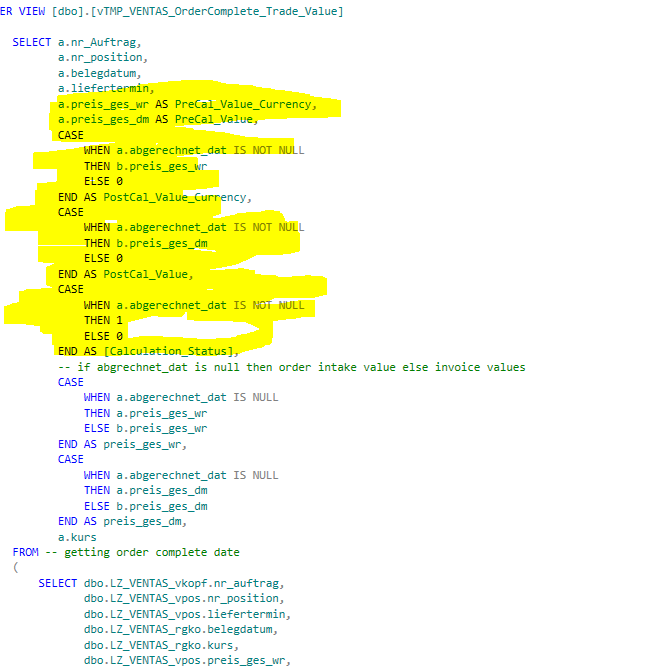 ER VIEW [dbo].[vTMP_VENTAS_OrderComplete_Trade_Value]
SELECT a.nr_Auftrag,
a.nr_position,
a.belegdatum,
a.liefertermin,
a.preis_ges_wr AS PreCal_Value_Currency,
a.preis_ges_dm AS PreCal_Value,
CASE
WHEN a.abgerechnet_dat IS NOT NULL
THEN b.preis_ges_wr
ELSE 0
END AS PostCal_Value_Currency,
CASE
WHEN a.abgerechnet_dat IS NOT NULL
THEN b.preis_ges_dm
ELSE 0
END AS PostCal_Value,
CASE
WHEN a.abgerechnet_dat IS NOT NULL
THEN 1
ELSE 0
END AS [Calculation_Status],
-- if abgrechnet_dat is null then order intake value else invoice values
CASE
WHEN a.abgerechnet_dat IS NULL
THEN a.preis_ges_wr
ELSE b.preis_ges_wr
END AS preis_ges_wr,
CASE
WHEN a.abgerechnet_dat IS NULL
THEN a.preis_ges_dm
ELSE b.preis_ges_dm
END AS preis_ges_dm,
a.kurs
FROM -- getting order complete date
(
SELECT dbo.LZ_VENTAS_vkopf.nr_auftrag,
dbo.LZ_VENTAS_vpos.nr_position,
dbo.LZ_VENTAS_vpos.liefertermin,
dbo.LZ_VENTAS_rgko.belegdatum,
dbo.LZ_VENTAS_rgko.kurs,
dbo.LZ_VENTAS_vpos.preis_ges_wr,